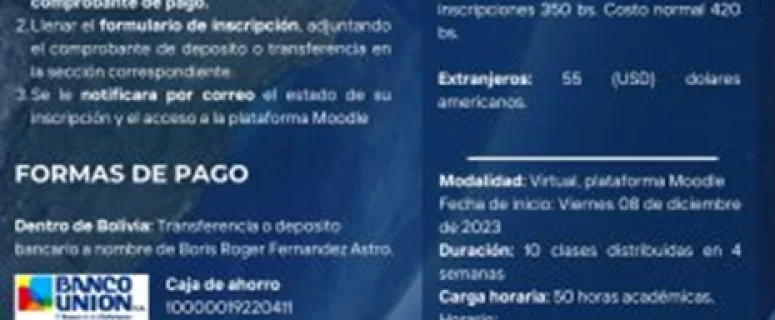 comprobante de pago.
2. Llenar el formulario de inscripción, adjuntando
el comprobante de deposito o transferencia en
la sección correspondiente
3. Se le notificara por correo el estado de su
inscripción y el acceso a la plataforma Moodle
FORMAS DE PAGO
Dentro de Bolivia: Transferencia o deposito
bancario a nombre de Boris Roger Fernandez Astro.
BANCO
UNION
Caja de ahorro
10000019220411
inscripciones 350 bs. Costo normal 420
bs.
Extranjeros: 55 (USD) dolares
americanos.
Modalidad: Virtual, plataforma Moodle
Fecha de inicio: Viernes 08 de diciembre
de 2023
Duración: 10 clases distribuidas en 4
semanas
Carga horaria: 50 horas académicas.
Horario: